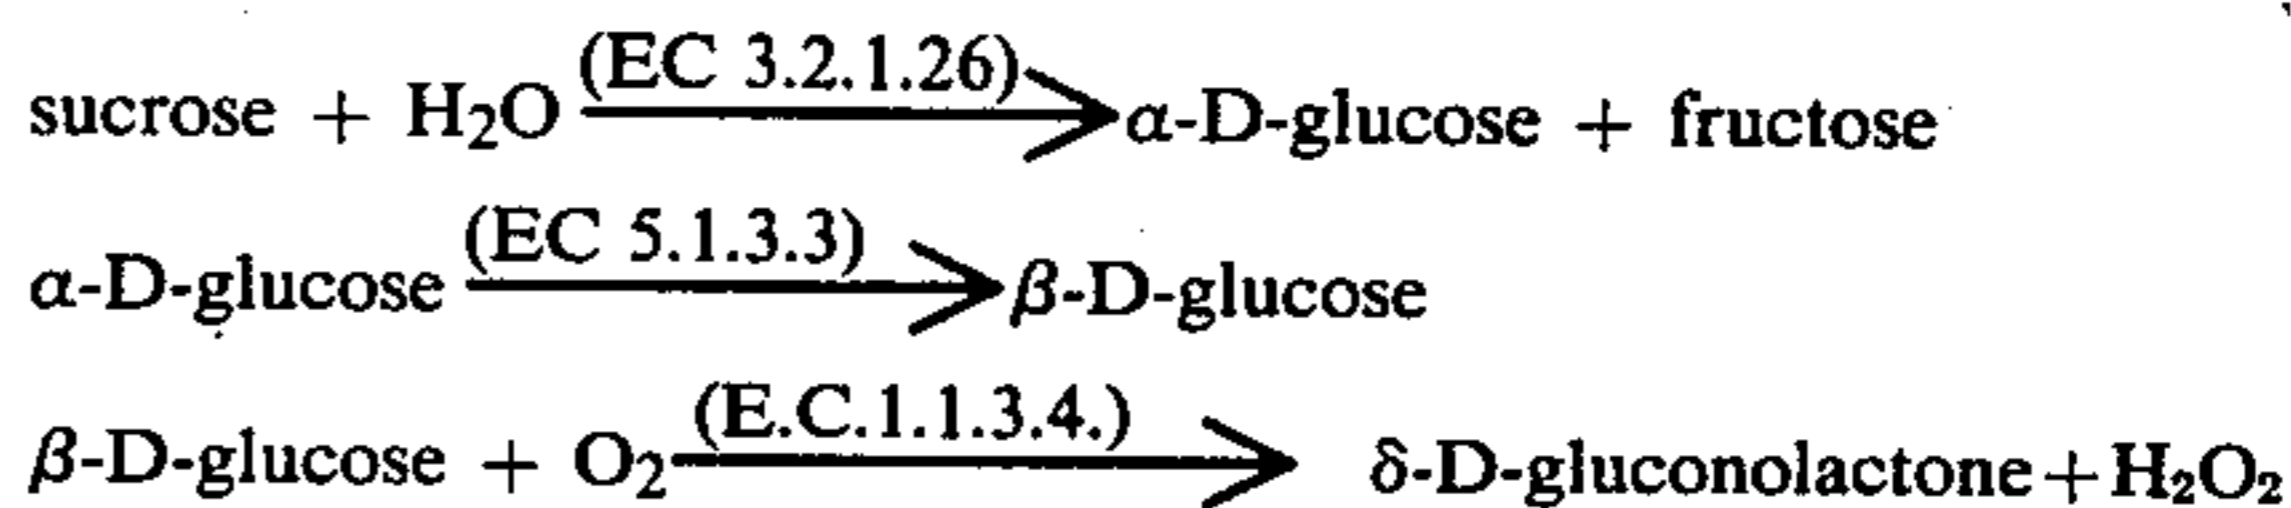 sucrose + H₂O (EC 3.2.1.26) → α-D-glucose + fructose
α-D-glucose (EC 5.1.3.3) → β-D-glucose
β-D-glucose + O₂ (E.C.1.1.3.4.) → δ-D-gluconolactone + H₂O₂